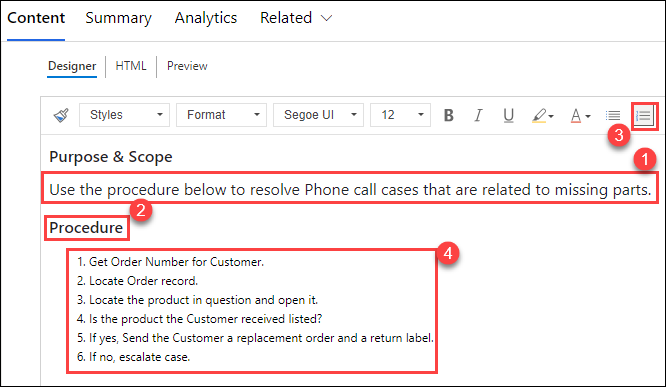 Content Summary Analytics Related
Designer HTML Preview
Styles Format Segoe UI 12 B I U A
3
Purpose & Scope
1
Use the procedure below to resolve Phone call cases that are related to missing parts.
2
Procedure
4
1. Get Order Number for Customer.
2. Locate Order record.
3. Locate the product in question and open it.
4. Is the product the Customer received listed?
5. If yes, Send the Customer a replacement order and a return label.
6. If no, escalate case.